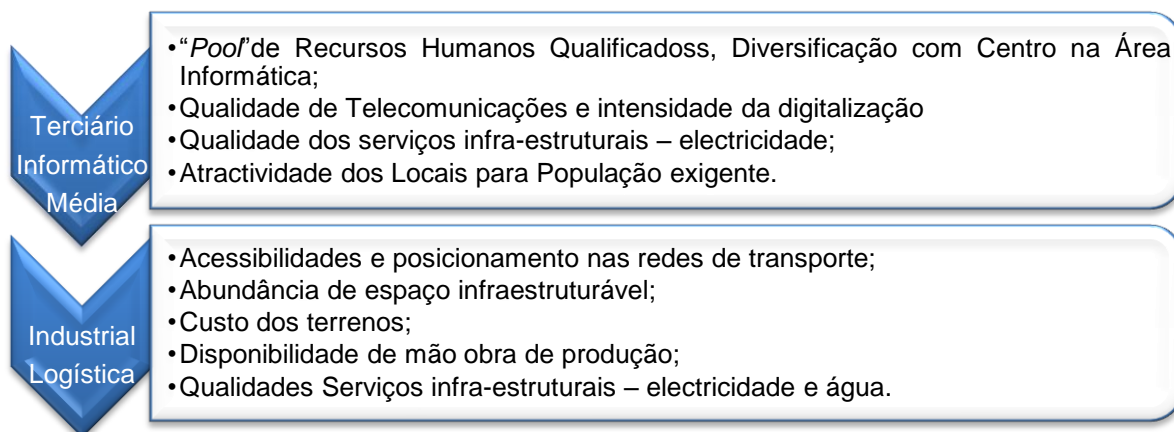 Terciário
Informático
Média
•“Pool”de Recursos Humanos Qualificadoss, Diversificação com Centro na Área
Informática;
•Qualidade de Telecomunicações e intensidade da digitalização
•Qualidade dos serviços infra-estruturais – electricidade;
•Atractividade dos Locais para População exigente.
Industrial
Logística
•Acessibilidades e posicionamento nas redes de transporte;
•Abundância de espaço infraestruturável;
•Custo dos terrenos;
•Disponibilidade de mão obra de produção;
•Qualidades Serviços infra-estruturais – electricidade e água.